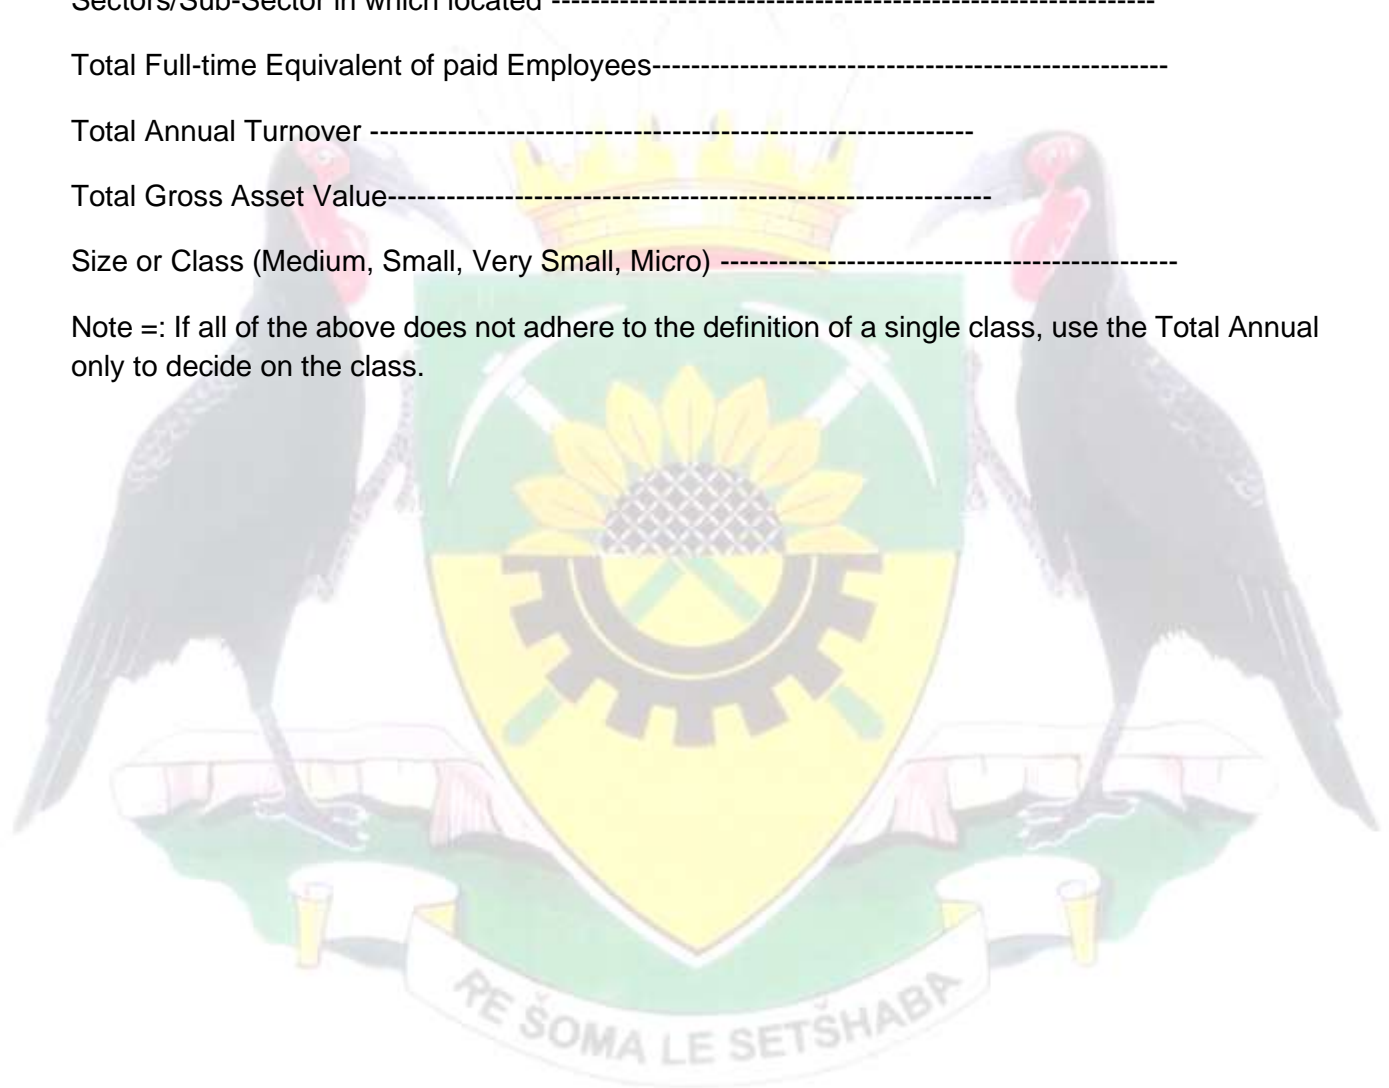 Sectors/Sub-Sector in which located --------------------------------------------------------------
Total Full-time Equivalent of paid Employees-----------------------------------------------------
Total Annual Turnover --------------------------------------------------------------
Total Gross Asset Value--------------------------------------------------------------
Size or Class (Medium, Small, Very Small, Micro) -----------------------------------------------
Note =: If all of the above does not adhere to the definition of a single class, use the Total Annual
only to decide on the class.
RE ŠOMA LE SETŠHABA